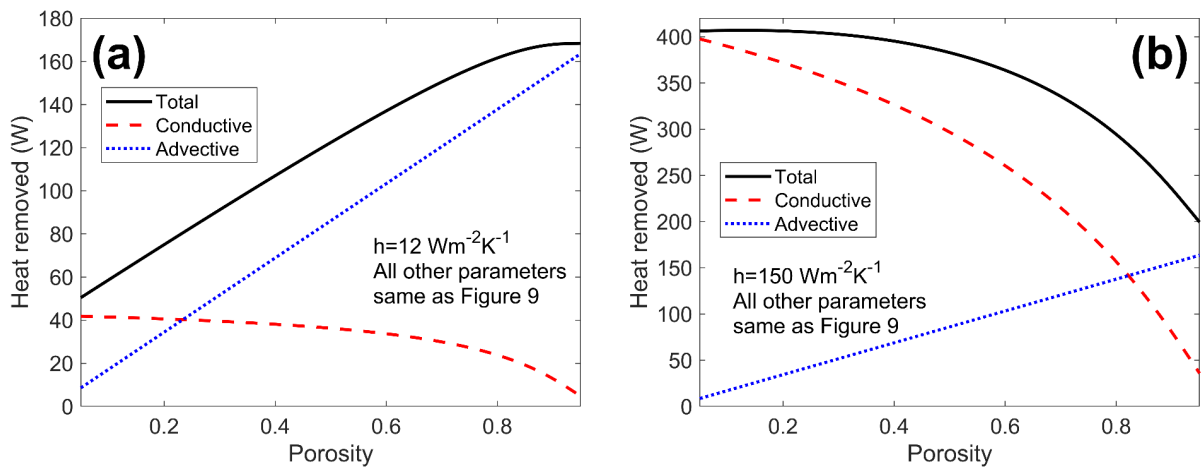 (a)
180
160
140
120
100
80
60
40
20
0
Heat removed (W)
Total
Conductive
Advective
h=12 Wm⁻²K⁻¹
All other parameters
same as Figure 9
0.2 0.4 0.6 0.8
Porosity
(b)
400
350
300
250
200
150
100
50
0
Heat removed (W)
Total
Conductive
Advective
h=150 Wm⁻²K⁻¹
All other parameters
same as Figure 9
0.2 0.4 0.6 0.8
Porosity